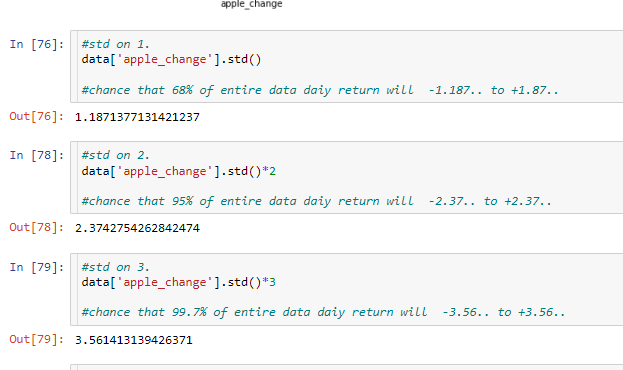 apple_change
In [76]:
#std on 1.
data['apple_change'].std()
#chance that 68% of entire data daiy return will  -1.187.. to +1.87..
Out[76]: 1.1871377131421237
In [78]:
#std on 2.
data['apple_change'].std()*2
#chance that 95% of entire data daiy return will  -2.37.. to +2.37..
Out[78]: 2.3742754262842474
In [79]:
#std on 3.
data['apple_change'].std()*3
#chance that 99.7% of entire data daiy return will  -3.56.. to +3.56..
Out[79]: 3.561413139426371